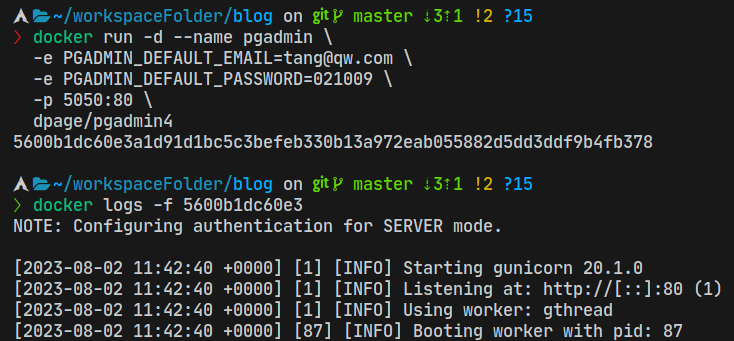 ~/workspaceFolder/blog on git master ⇣3⇡1 !2 ?15
❯ docker run -d --name pgadmin \
-e PGADMIN_DEFAULT_EMAIL=tang@qw.com \
-e PGADMIN_DEFAULT_PASSWORD=021009 \
-p 5050:80 \
dpage/pgadmin4
5600b1dc60e3a1d91d1bc5c3befeb330b13a972eab055882d5dd3ddf9b4fb378
~/workspaceFolder/blog on git master ⇣3⇡1 !2 ?15
❯ docker logs -f 5600b1dc60e3
NOTE: Configuring authentication for SERVER mode.
[2023-08-02 11:42:40 +0000] [1] [INFO] Starting gunicorn 20.1.0
[2023-08-02 11:42:40 +0000] [1] [INFO] Listening at: http://[::]:80 (1)
[2023-08-02 11:42:40 +0000] [1] [INFO] Using worker: gthread
[2023-08-02 11:42:40 +0000] [87] [INFO] Booting worker with pid: 87